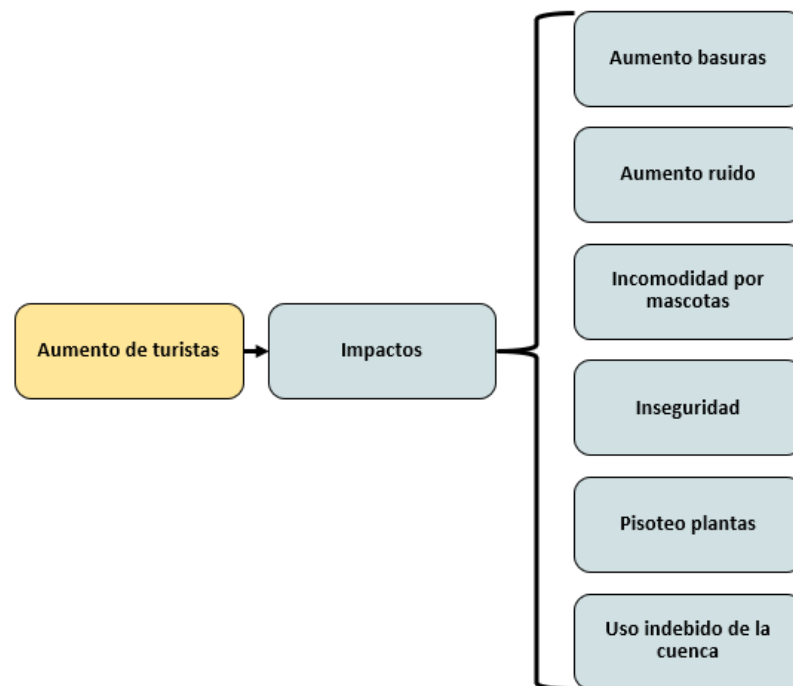 Aumento basuras
Aumento ruido
Incomodidad por
mascotas
Aumento de turistas
Impactos
Inseguridad
Pisoteo plantas
Uso indebido de la
cuenca